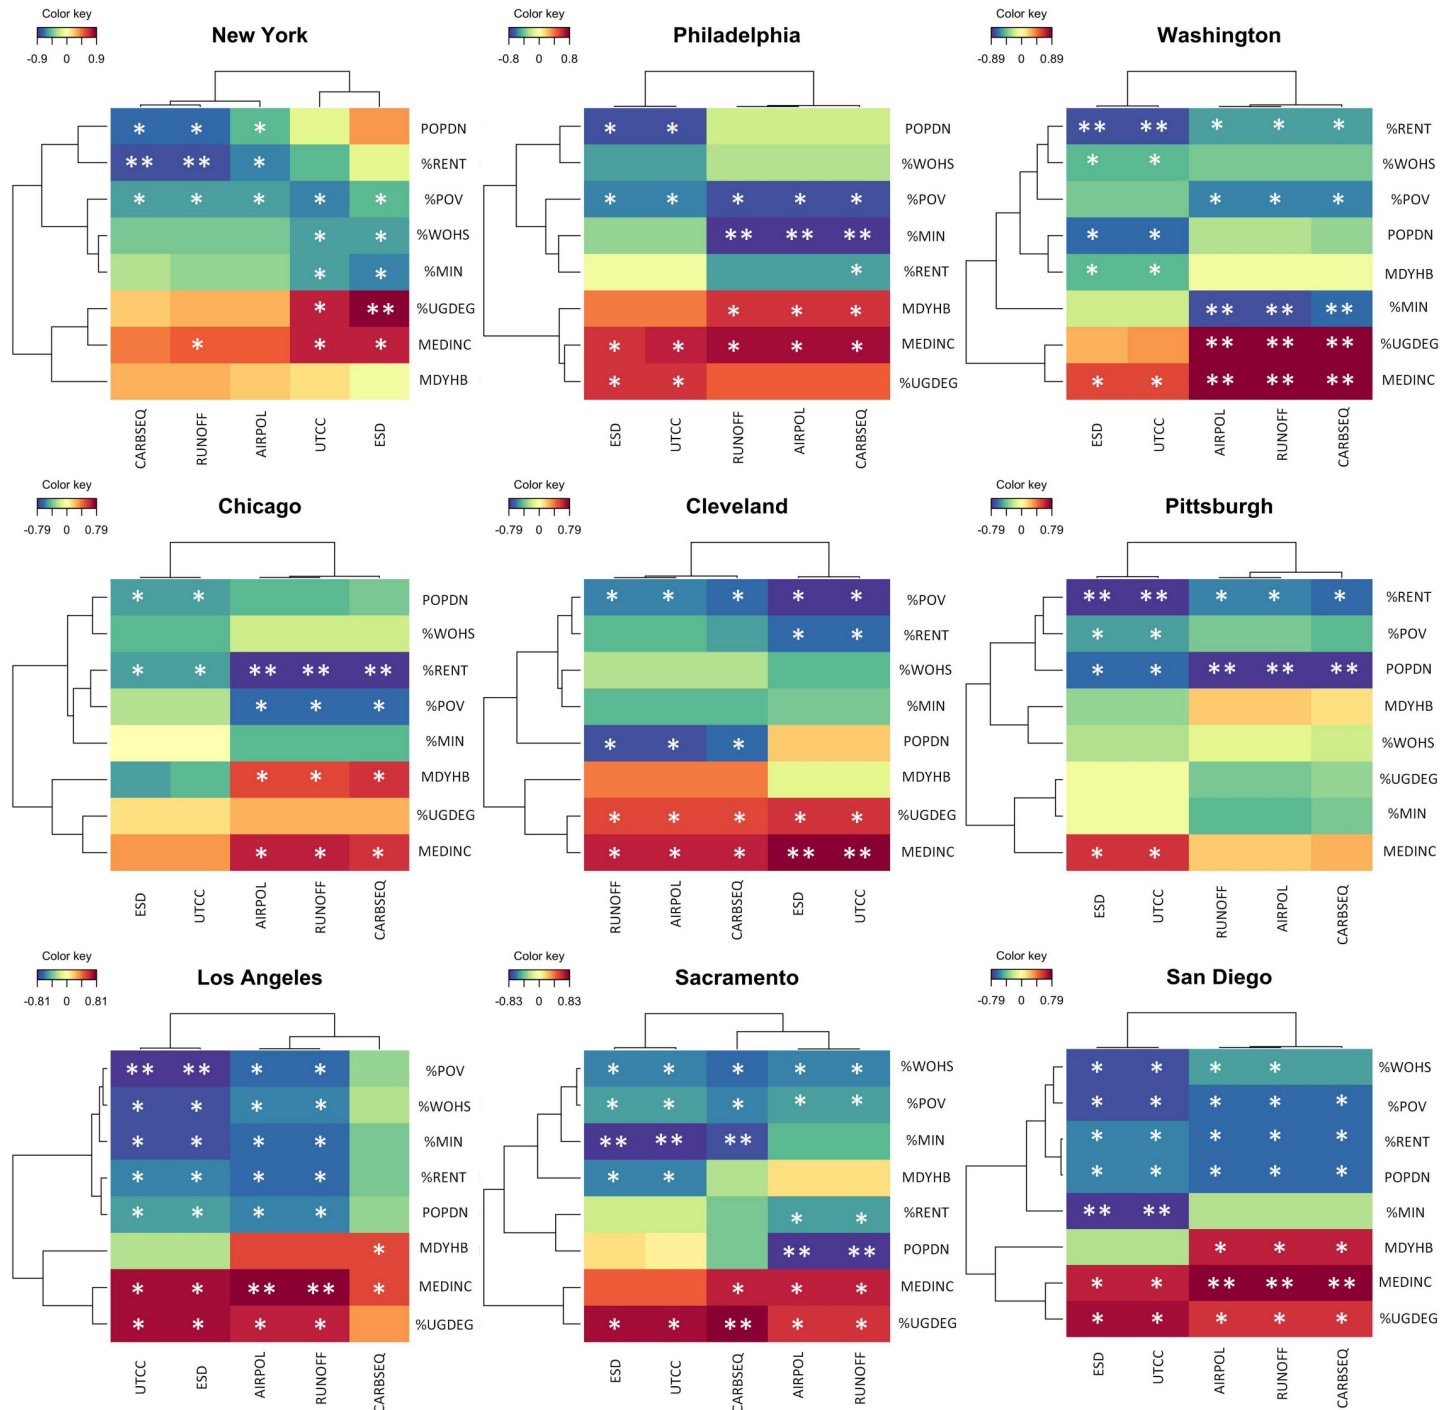 Color key
-0.9 0 0.9
New York
* * * POPDN
** ** * %RENT
* * * * * %POV
* * %WOHS
* * %MIN
* ** %UGDEG
* * * MEDINC
MDYHB
CARBSEQ RUNOFF AIRPOL UTCC ESD
Color key
-0.8 0 0.8
Philadelphia
* * POPDN
%WOHS
* * * * * %POV
** ** ** %MIN
* %RENT
* * * MDYHB
* * * * * MEDINC
* * %UGDEG
ESD UTCC RUNOFF AIRPOL CARBSEQ
Color key
-0.89 0 0.89
Washington
** ** * * * %RENT
* * %WOHS
* * * %POV
* * POPDN
* * MDYHB
** ** ** %MIN
** ** ** %UGDEG
* * ** ** ** MEDINC
ESD UTCC AIRPOL RUNOFF CARBSEQ
Color key
-0.79 0 0.79
Chicago
* * POPDN
%WOHS
* * ** ** ** %RENT
* * * %POV
%MIN
* * * MDYHB
%UGDEG
* * * MEDINC
ESD UTCC AIRPOL RUNOFF CARBSEQ
Color key
-0.79 0 0.79
Cleveland
* * * * * %POV
* * %RENT
%WOHS
%MIN
* * * POPDN
MDYHB
* * * * * %UGDEG
* * * ** ** MEDINC
RUNOFF AIRPOL CARBSEQ ESD UTCC
Color key
-0.79 0 0.79
Pittsburgh
** ** * * * %RENT
* * %POV
* * ** ** ** POPDN
MDYHB
%WOHS
%UGDEG
%MIN
* * MEDINC
ESD UTCC RUNOFF AIRPOL CARBSEQ
Color key
-0.81 0 0.81
Los Angeles
** ** * * %POV
* * * * %WOHS
* * * * %MIN
* * * * %RENT
* * * * POPDN
* MDYHB
* * ** ** * MEDINC
* * * * %UGDEG
UTCC ESD AIRPOL RUNOFF CARBSEQ
Color key
-0.83 0 0.83
Sacramento
* * * * * %WOHS
* * * * * %POV
** ** ** %MIN
* * MDYHB
* * %RENT
** ** POPDN
* * * MEDINC
* * ** * * %UGDEG
ESD UTCC CARBSEQ AIRPOL RUNOFF
Color key
-0.79 0 0.79
San Diego
* * * * %WOHS
* * * * * %POV
* * * * * %RENT
* * * * * POPDN
** ** %MIN
* * * MDYHB
* * ** ** ** MEDINC
* * * * * %UGDEG
ESD UTCC AIRPOL RUNOFF CARBSEQ